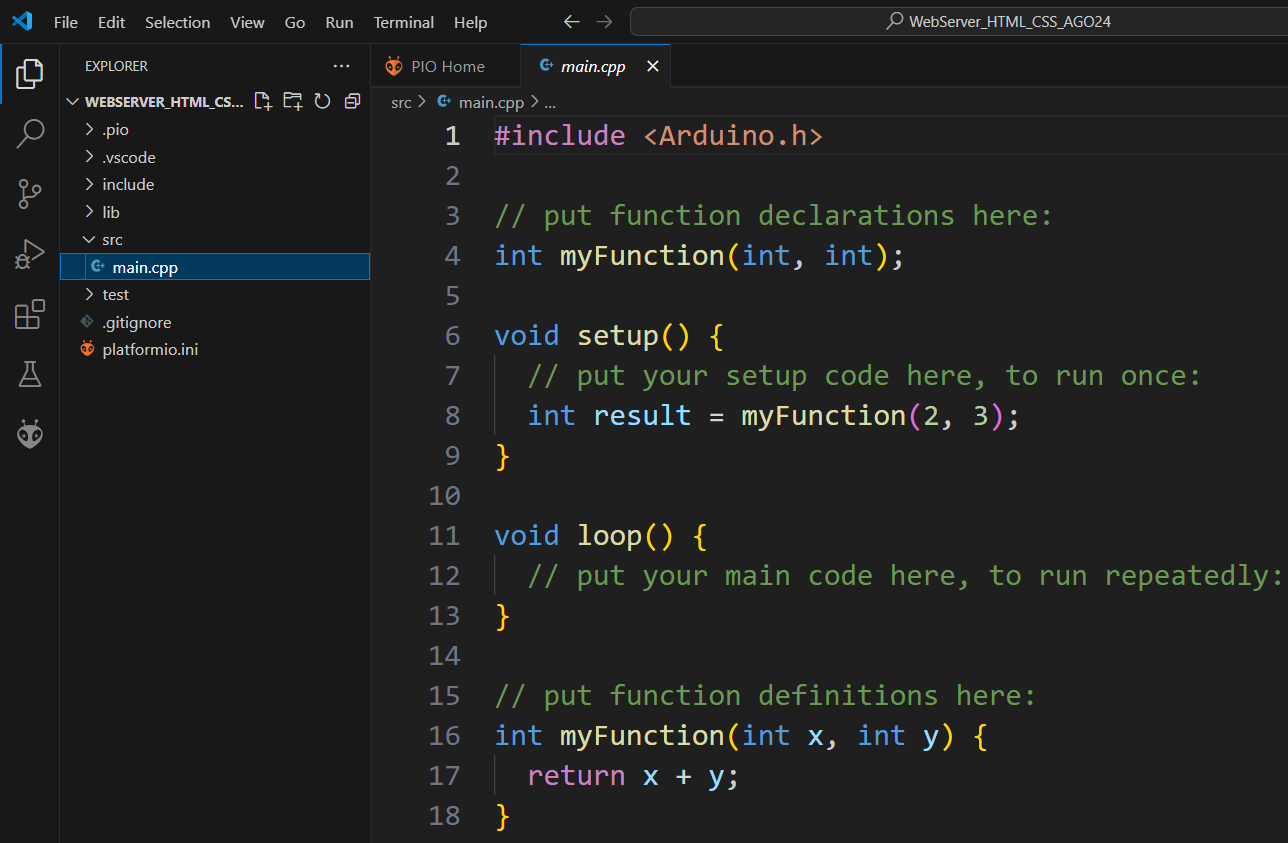 File Edit Selection View Go Run Terminal Help
WebServer_HTML_CSS_AGO24
EXPLORER
WEBSERVER_HTML_CS...
.pio
.vscode
include
lib
src
main.cpp
test
.gitignore
platformio.ini
PIO Home
main.cpp
src > main.cpp > ...
1 #include <Arduino.h>
2
3 // put function declarations here:
4 int myFunction(int, int);
5
6 void setup() {
7 // put your setup code here, to run once:
8 int result = myFunction(2, 3);
9 }
10
11 void loop() {
12 // put your main code here, to run repeatedly:
13 }
14
15 // put function definitions here:
16 int myFunction(int x, int y) {
17 return x + y;
18 }